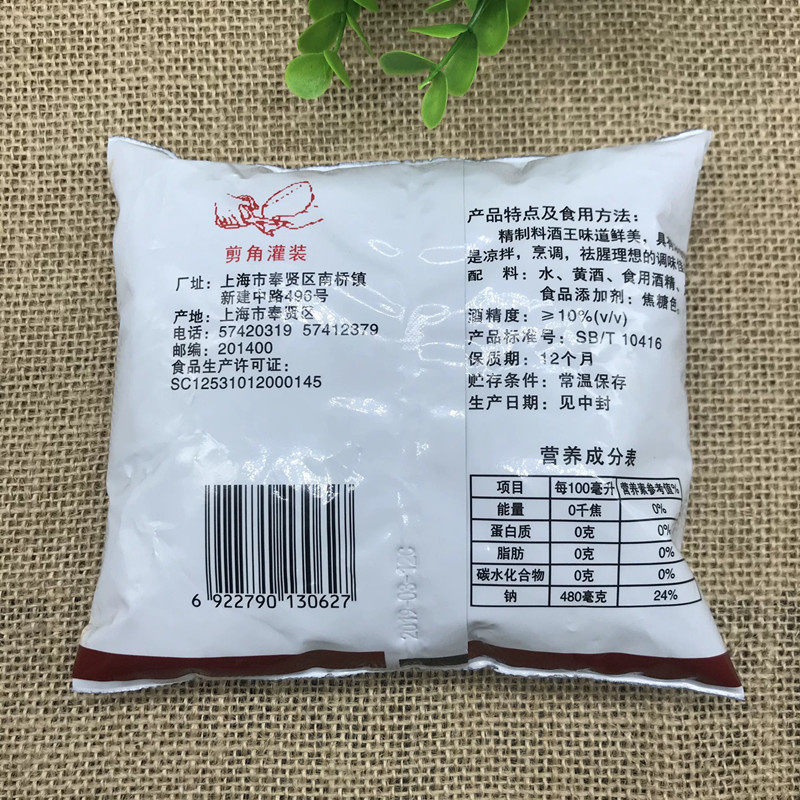 剪角灌装
厂址：上海市奉贤区南桥镇
新建中路496号
产地：上海市奉贤区
电话：57420319 57412379
邮编：201400
食品生产许可证：
SC12531012000145
6 922790 130627
产品特点及食用方法：
精制料酒王味道鲜美，具有
是凉拌，烹调，祛腥理想的调味佳
配 料：水、黄酒、食用酒精、
食品添加剂：焦糖色。
酒精度：≥10%(v/v)
产品标准号：SB/T 10416
保质期：12个月
贮存条件：常温保存
生产日期：见中封
营养成分表
项目 每100毫升 营养素参考值%
能量 0千焦 0%
蛋白质 0克 0%
脂肪 0克 0%
碳水化合物 0克 0%
钠 480毫克 24%